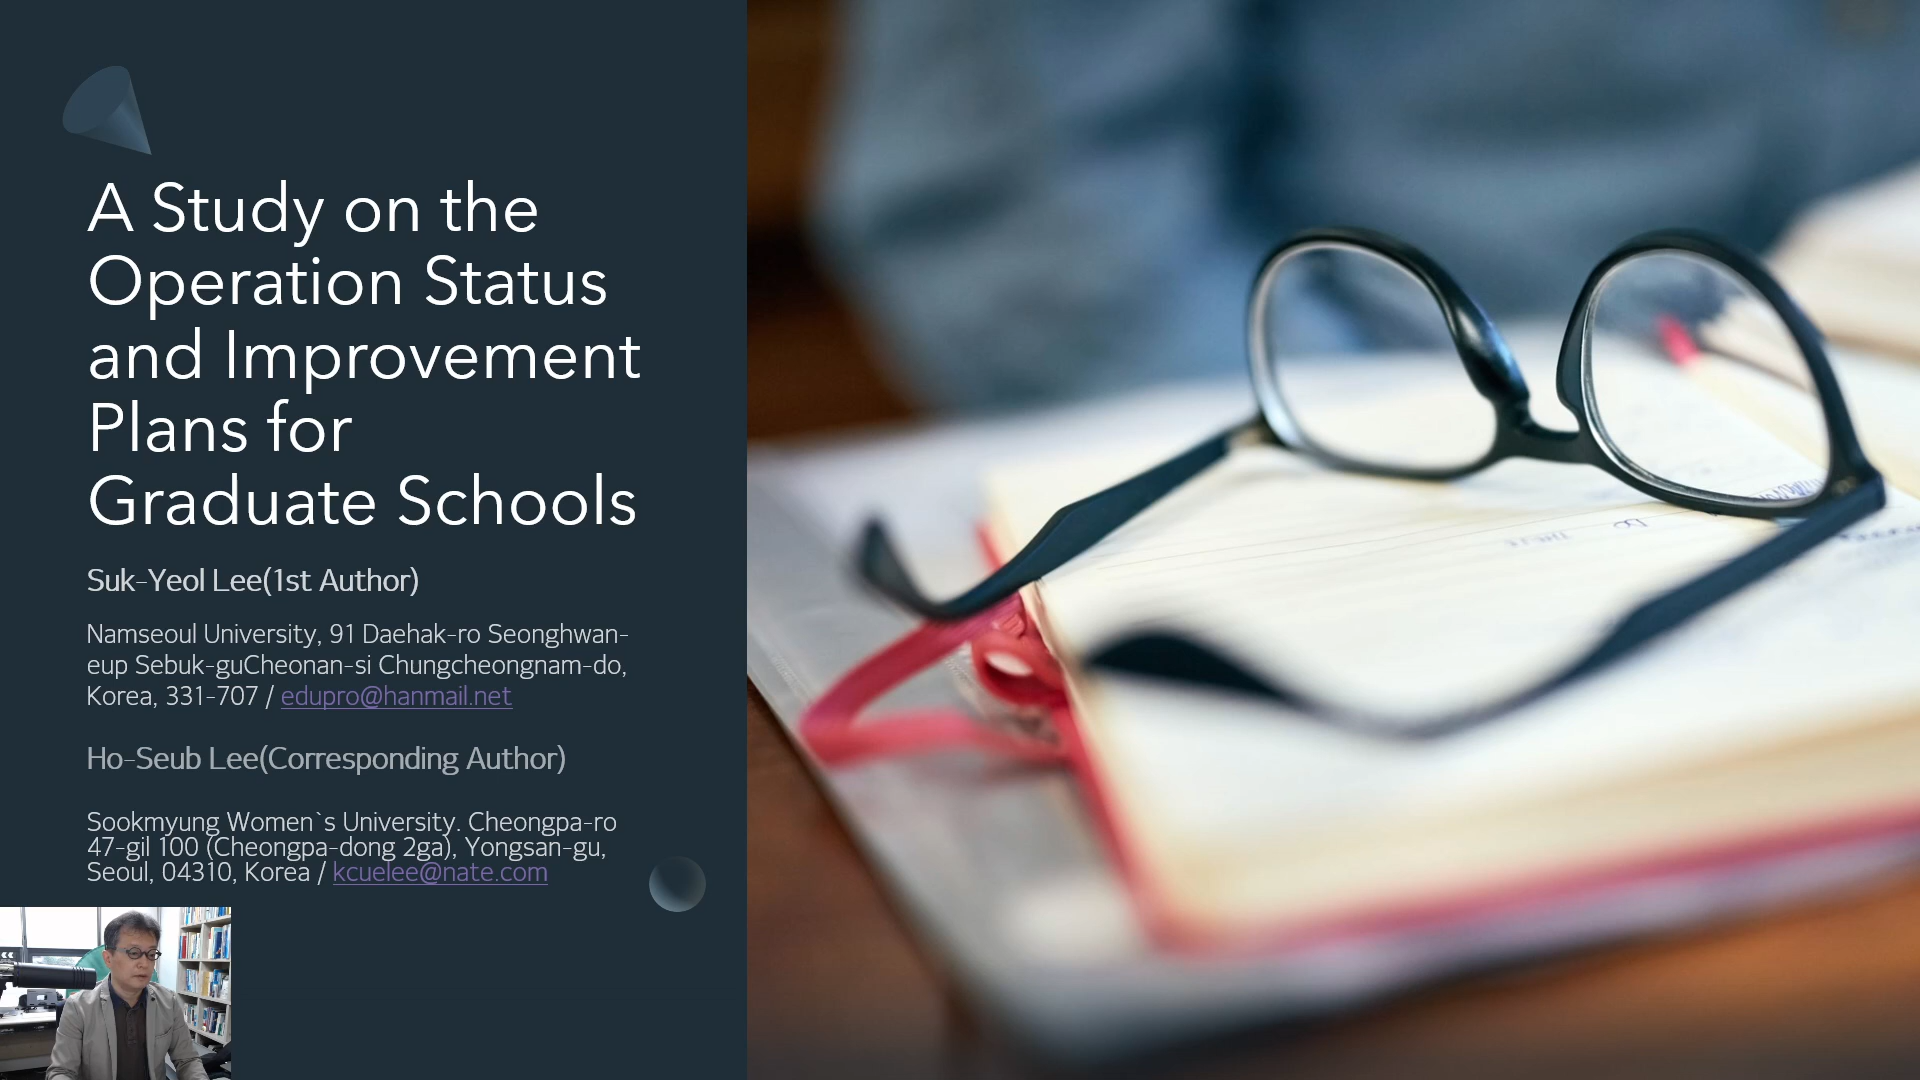 A Study on the
Operation Status
and Improvement
Plans for
Graduate Schools
Suk-Yeol Lee(1st Author)
Namseoul University, 91 Daehak-ro Seonghwan-
eup Sebuk-guCheonan-si Chungcheongnam-do,
Korea, 331-707 / edupro@hanmail.net
Ho-Seub Lee(Corresponding Author)
Sookmyung Women`s University. Cheongpa-ro
47-gil 100 (Cheongpa-dong 2ga), Yongsan-gu,
Seoul, 04310, Korea / kcuelee@nate.com